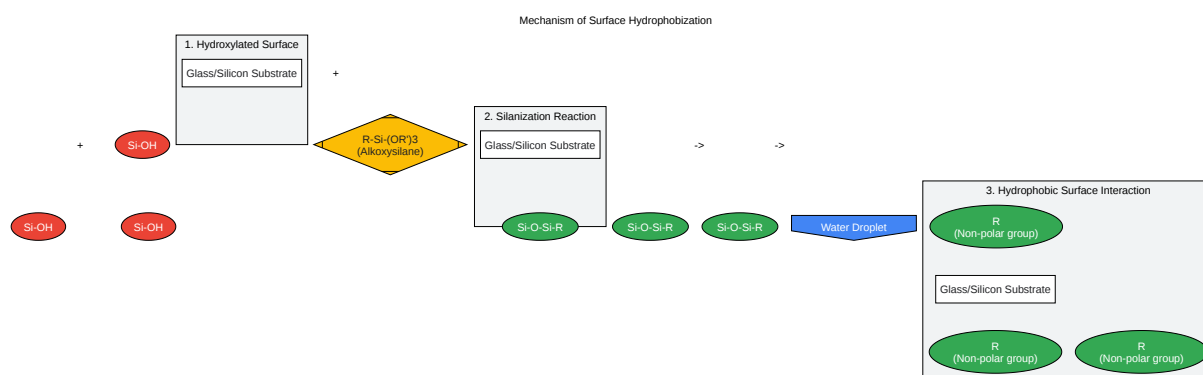 Mechanism of Surface Hydrophobization
1. Hydroxylated Surface
Glass/Silicon Substrate
+
2. Silanization Reaction
+
Si-OH
R-Si-(OR')3
(Alkoxysilane)
Glass/Silicon Substrate
->
->
3. Hydrophobic Surface Interaction
Si-OH
Si-OH
Si-O-Si-R
Si-O-Si-R
Si-O-Si-R
Water Droplet
R
(Non-polar group)
Glass/Silicon Substrate
R
(Non-polar group)
R
(Non-polar group)